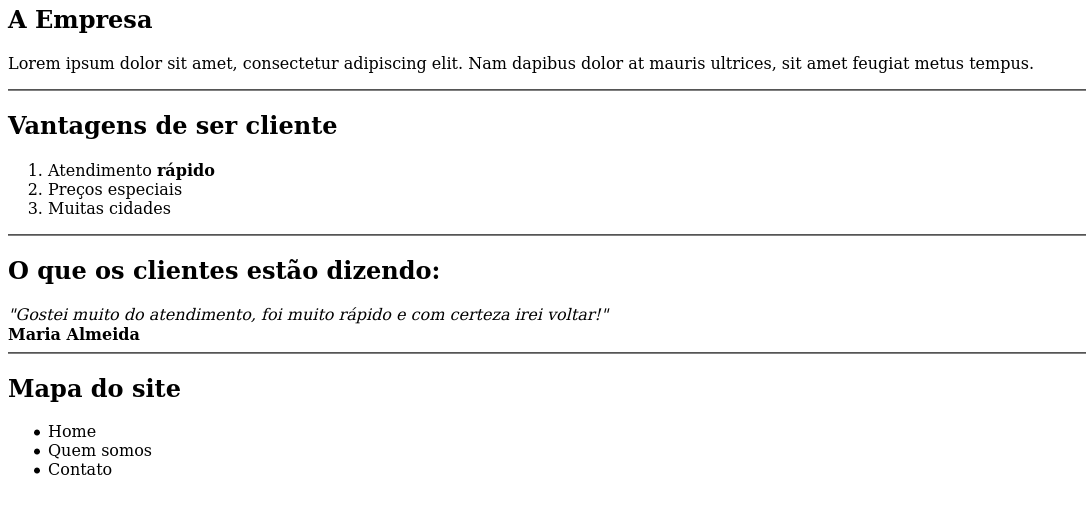 A Empresa
Lorem ipsum dolor sit amet, consectetur adipiscing elit. Nam dapibus dolor at mauris ultrices, sit amet feugiat metus tempus.
Vantagens de ser cliente
1. Atendimento rápido
2. Preços especiais
3. Muitas cidades
O que os clientes estão dizendo:
"Gostei muito do atendimento, foi muito rápido e com certeza irei voltar!"
Maria Almeida
Mapa do site
• Home
• Quem somos
• Contato